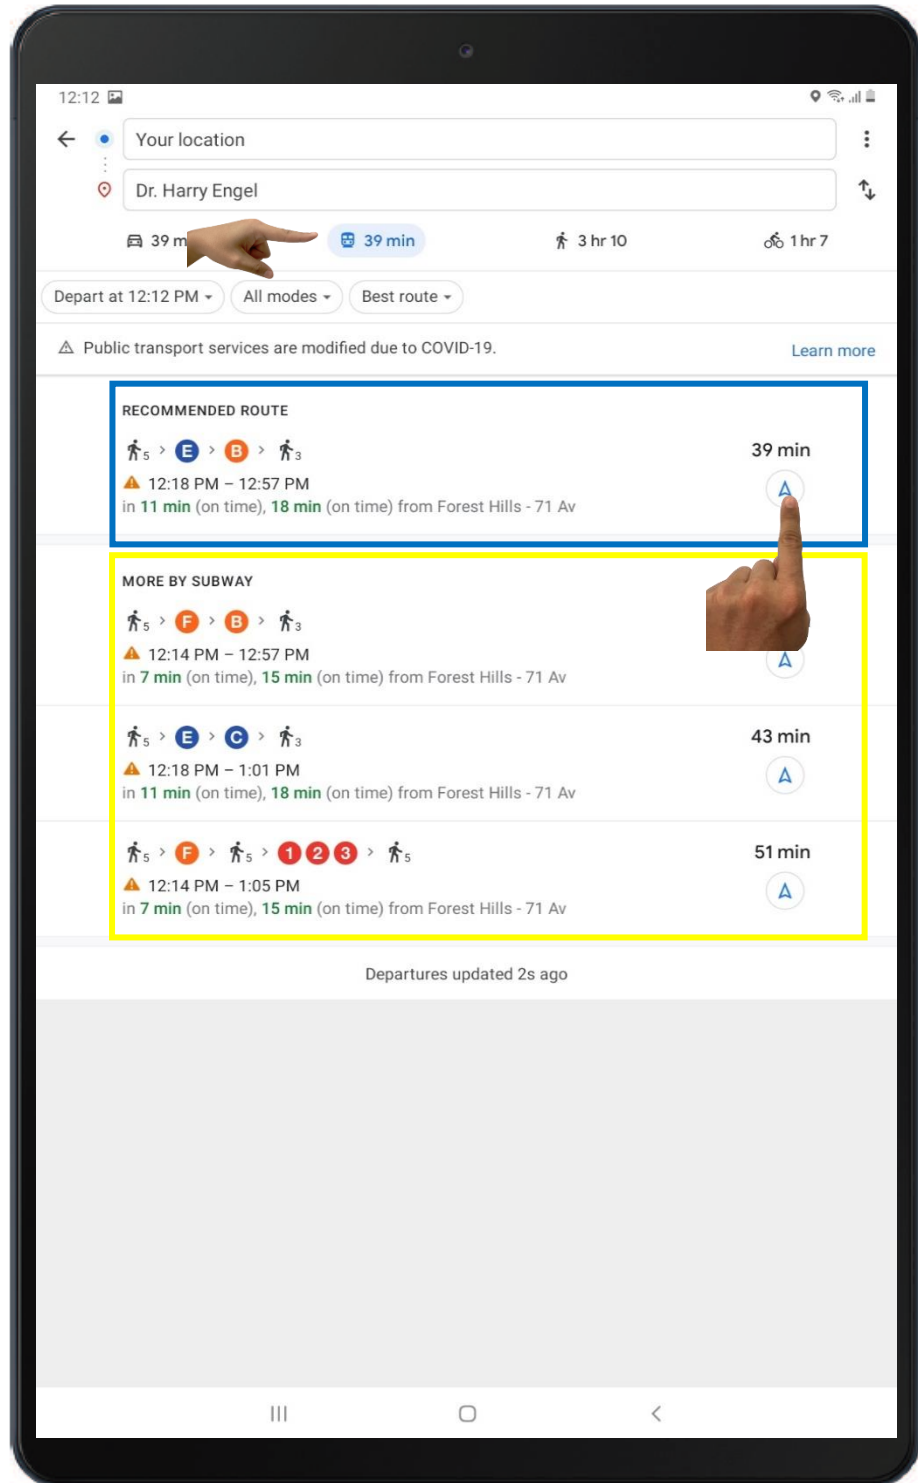 12:12
Your location
Dr. Harry Engel
39 m
39 min
3 hr 10
1 hr 7
Depart at 12:12 PM
All modes
Best route
Public transport services are modified due to COVID-19.
Learn more
RECOMMENDED ROUTE
5 > E > B > 3
39 min
12:18 PM – 12:57 PM
in 11 min (on time), 18 min (on time) from Forest Hills - 71 Av
MORE BY SUBWAY
5 > F > B > 3
12:14 PM – 12:57 PM
in 7 min (on time), 15 min (on time) from Forest Hills - 71 Av
5 > E > C > 3
43 min
12:18 PM – 1:01 PM
in 11 min (on time), 18 min (on time) from Forest Hills - 71 Av
5 > F > 5 > 1 2 3 > 5
51 min
12:14 PM – 1:05 PM
in 7 min (on time), 15 min (on time) from Forest Hills - 71 Av
Departures updated 2s ago